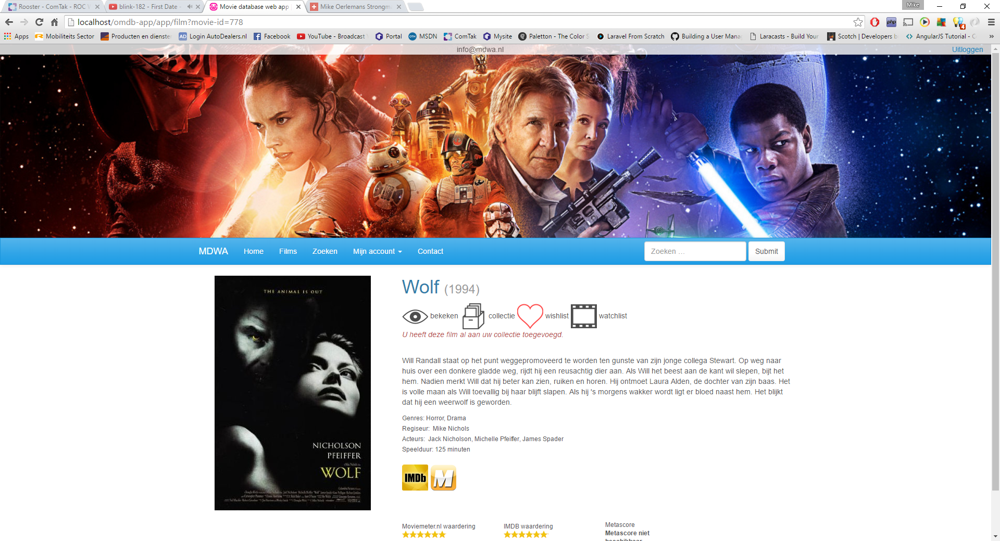 Mike
Rooster - ComTak - ROC W
blink-182 - First Date -
Movie database web app
Mike Oerlemans Strongm
localhost/omdb-app/app/film?movie-id=778
php
4
Apps
Mobiliteits Sector
Producten en dienste
AD Login AutoDealers.nl
Facebook
YouTube - Broadcast
Portal
MSDN
ComTak
Mysite
Paletton - The Color S
Laravel From Scratch
Building a User Mana
Laracasts - Build Your
Scotch | Developers b
AngularJS Tutorial - C
»
info@mdwa.nl
Uitloggen
MDWA
Home
Films
Zoeken
Mijn account
Contact
Zoeken ...
Submit
THE ANIMAL IS OUT
NICHOLSON
PFEIFFER
WOLF
Wolf (1994)
bekeken
collectie
wishlist
watchlist
U heeft deze film al aan uw collectie toegevoegd.
Will Randall staat op het punt weggepromoveerd te worden ten gunste van zijn jonge collega Stewart. Op weg naar
huis over een donkere gladde weg, rijdt hij een reusachtig dier aan. Als Will het beest aan de kant wil slepen, bijt het
hem. Nadien merkt Will dat hij beter kan zien, ruiken en horen. Hij ontmoet Laura Alden, de dochter van zijn baas. Het
is volle maan als Will toevallig bij haar blijft slapen. Als hij 's morgens wakker wordt ligt er bloed naast hem. Het blijkt
dat hij een weerwolf is geworden.
Genres: Horror, Drama
Regiseur: Mike Nichols
Acteurs: Jack Nicholson, Michelle Pfeiffer, James Spader
Speelduur: 125 minuten
IMDb
M
Moviemeter.nl waardering
IMDB waardering
Metascore
Metascore niet
beschikbaar